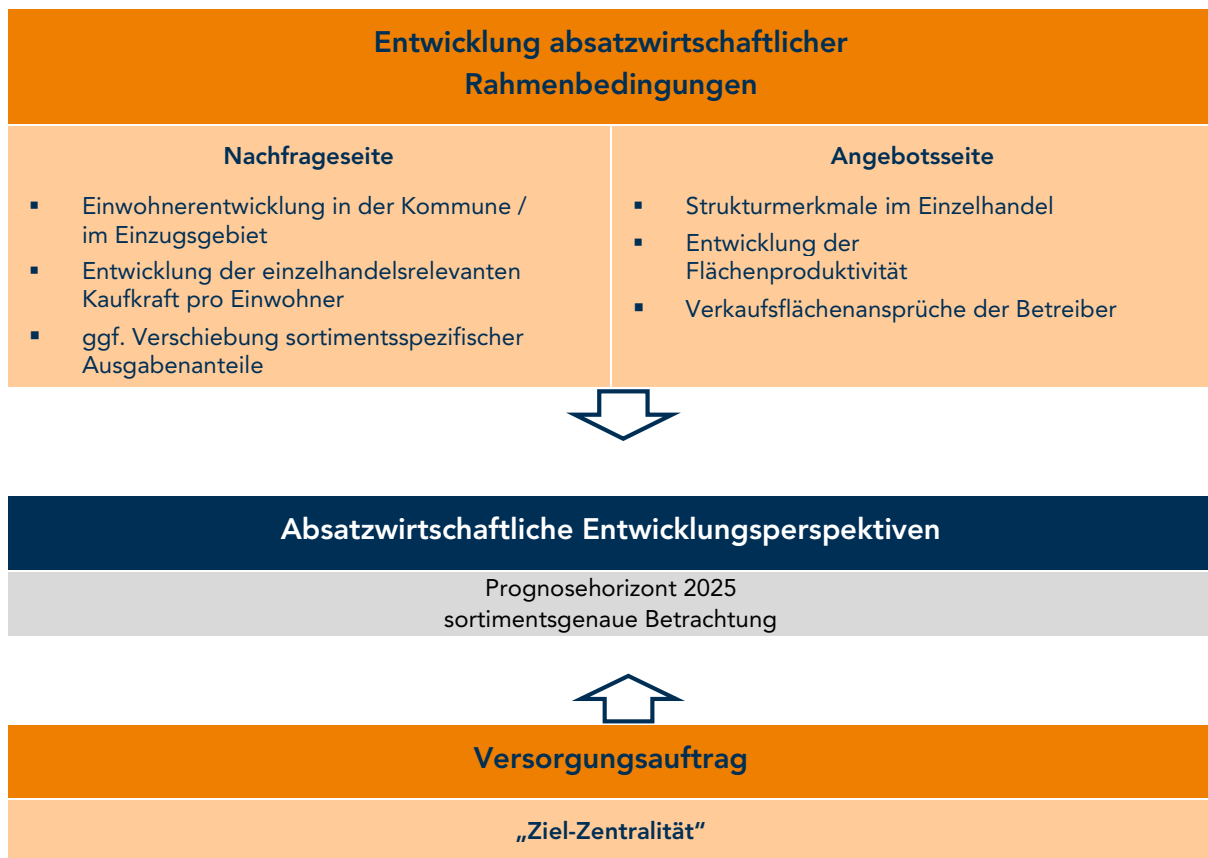 Entwicklung absatzwirtschaftlicher
Rahmenbedingungen
Nachfrageseite
▪ Einwohnerentwicklung in der Kommune /
im Einzugsgebiet
▪ Entwicklung der einzelhandelsrelevanten
Kaufkraft pro Einwohner
▪ ggf. Verschiebung sortimentsspezifischer
Ausgabenanteile
Angebotsseite
▪ Strukturmerkmale im Einzelhandel
▪ Entwicklung der
Flächenproduktivität
▪ Verkaufsflächenansprüche der Betreiber
Absatzwirtschaftliche Entwicklungsperspektiven
Prognosehorizont 2025
sortimentsgenaue Betrachtung
Versorgungsauftrag
„Ziel-Zentralität“